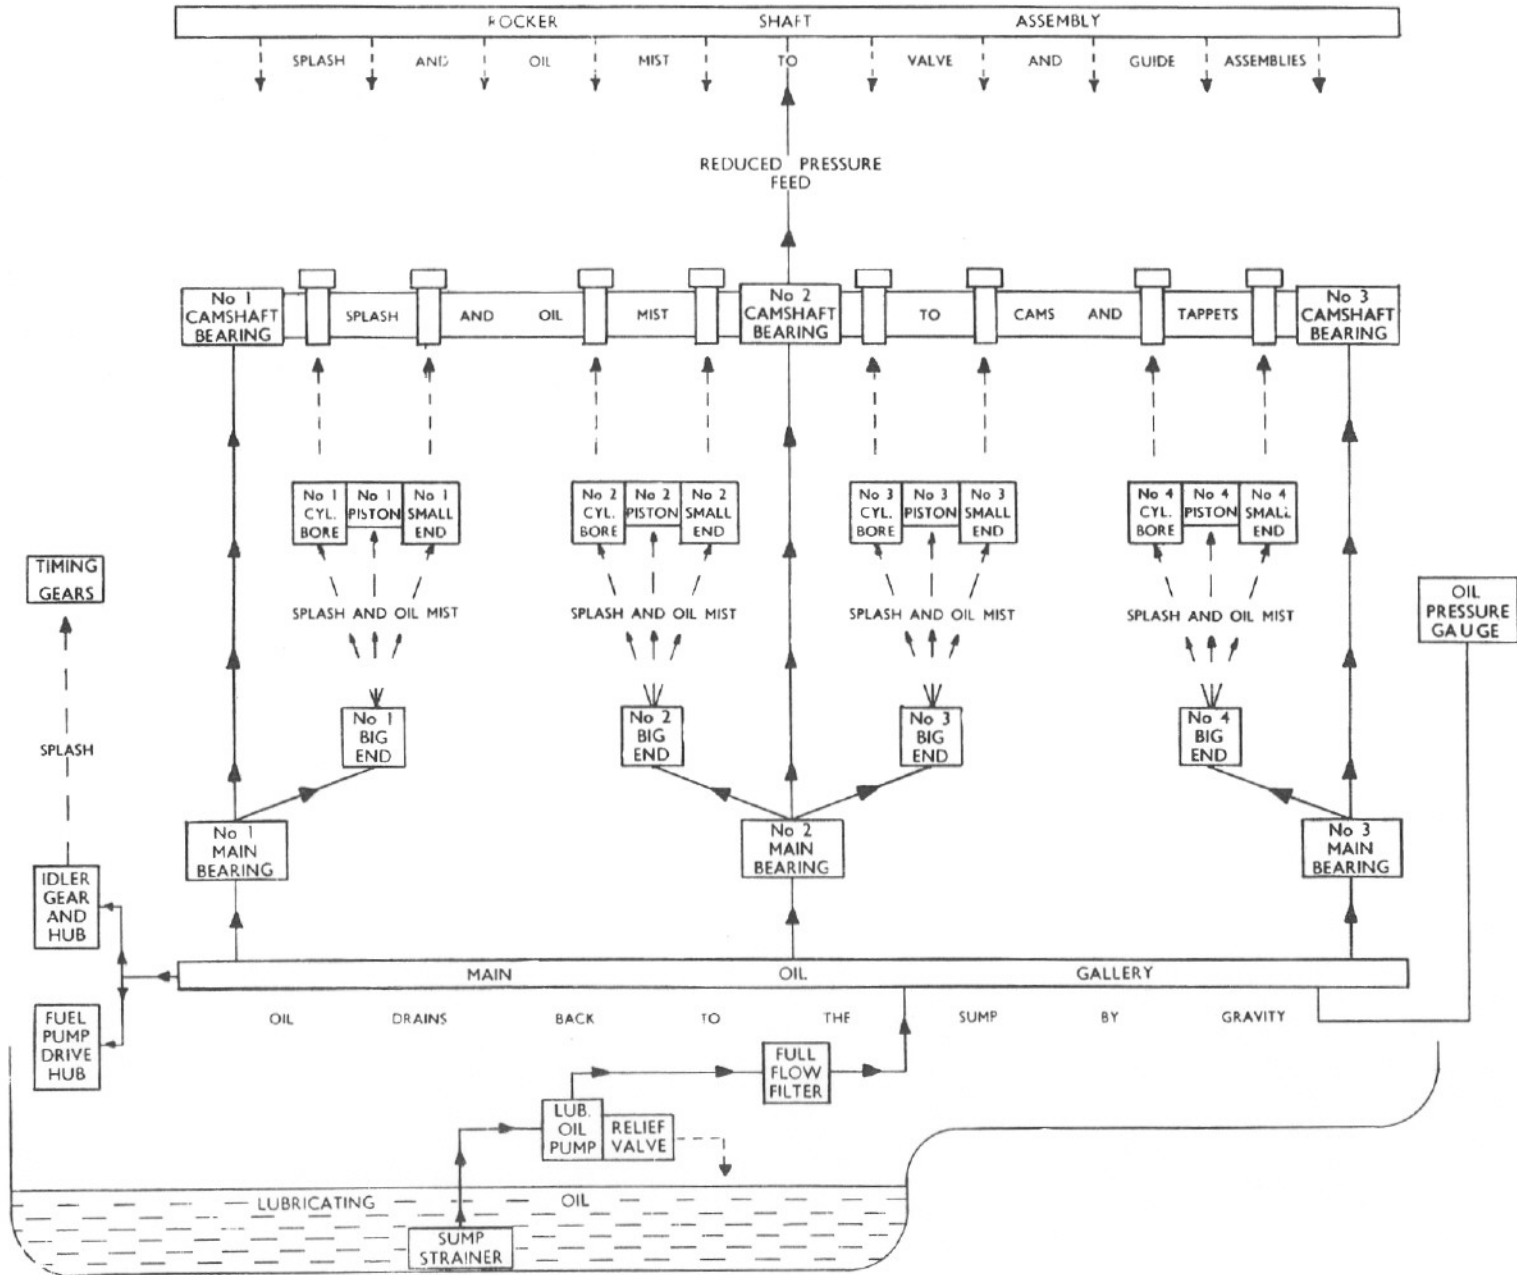 ROCKER SHAFT ASSEMBLY
SPLASH AND OIL MIST TO VALVE AND GUIDE ASSEMBLIES
REDUCED PRESSURE
FEED
No 1
CAMSHAFT
BEARING
SPLASH AND OIL MIST
No 2
CAMSHAFT
BEARING
TO CAMS AND TAPPETS
No 3
CAMSHAFT
BEARING
No 1
CYL.
BORE
No 1
PISTON
No 1
SMALL
END
No 2
CYL.
BORE
No 2
PISTON
No 2
SMALL
END
No 3
CYL.
BORE
No 3
PISTON
No 3
SMALL
END
No 4
CYL.
BORE
No 4
PISTON
No 4
SMALL
END
TIMING
GEARS
SPLASH AND OIL MIST
SPLASH AND OIL MIST
SPLASH AND OIL MIST
SPLASH AND OIL MIST
OIL
PRESSURE
GAUGE
SPLASH
No 1
BIG
END
No 2
BIG
END
No 3
BIG
END
No 4
BIG
END
No 1
MAIN
BEARING
No 2
MAIN
BEARING
No 3
MAIN
BEARING
IDLER
GEAR
AND
HUB
MAIN OIL GALLERY
FUEL
PUMP
DRIVE
HUB
OIL DRAINS BACK TO THE SUMP BY GRAVITY
FULL
FLOW
FILTER
LUB.
OIL
PUMP
RELIEF
VALVE
LUBRICATING OIL
SUMP
STRAINER